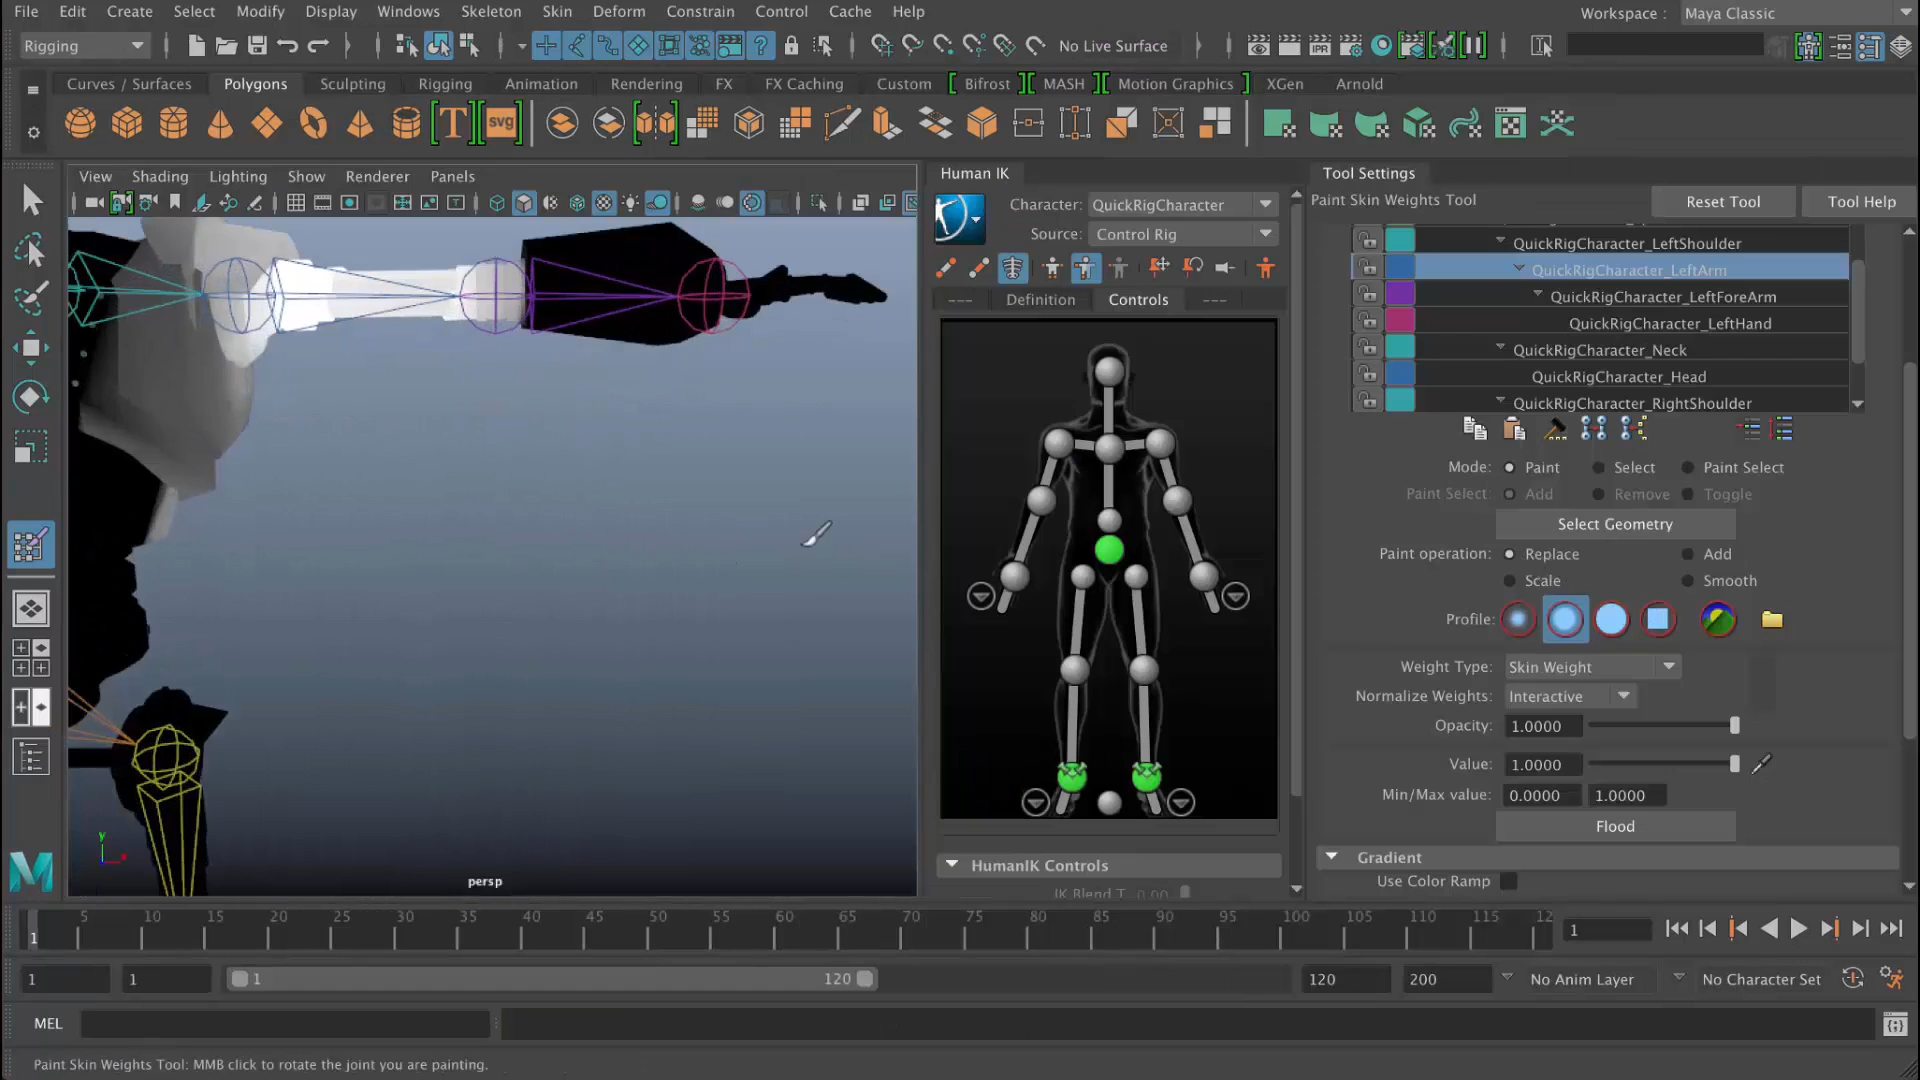 File Edit Create Select Modify Display Windows Skeleton Skin Deform Constrain Control Cache Help
Workspace : Maya Classic
Rigging
No Live Surface
IPR
Curves / Surfaces Polygons Sculpting Rigging Animation Rendering FX FX Caching Custom Bifrost MASH Motion Graphics XGen Arnold
T svg
View Shading Lighting Show Renderer Panels
Human IK
Character: QuickRigCharacter
Source: Control Rig
--- Definition Controls ---
HumanIK Controls
IK Blend T 0.00
Tool Settings
Paint Skin Weights Tool
Reset Tool Tool Help
QuickRigCharacter_LeftShoulder
QuickRigCharacter_LeftArm
QuickRigCharacter_LeftForeArm
QuickRigCharacter_LeftHand
QuickRigCharacter_Neck
QuickRigCharacter_Head
QuickRigCharacter_RightShoulder
Mode: Paint Select Paint Select
Paint Select: Add Remove Toggle
Select Geometry
Paint operation: Replace Add
Scale Smooth
Profile:
Weight Type: Skin Weight
Normalize Weights: Interactive
Opacity: 1.0000
Value: 1.0000
Min/Max value: 0.0000 1.0000
Flood
Gradient
Use Color Ramp
y
x
persp
5 10 15 20 25 30 35 40 45 50 55 60 65 70 75 80 85 90 95 100 105 110 115 12
1
1
1 1 1 120 120 200 No Anim Layer No Character Set
MEL
Paint Skin Weights Tool: MMB click to rotate the joint you are painting.